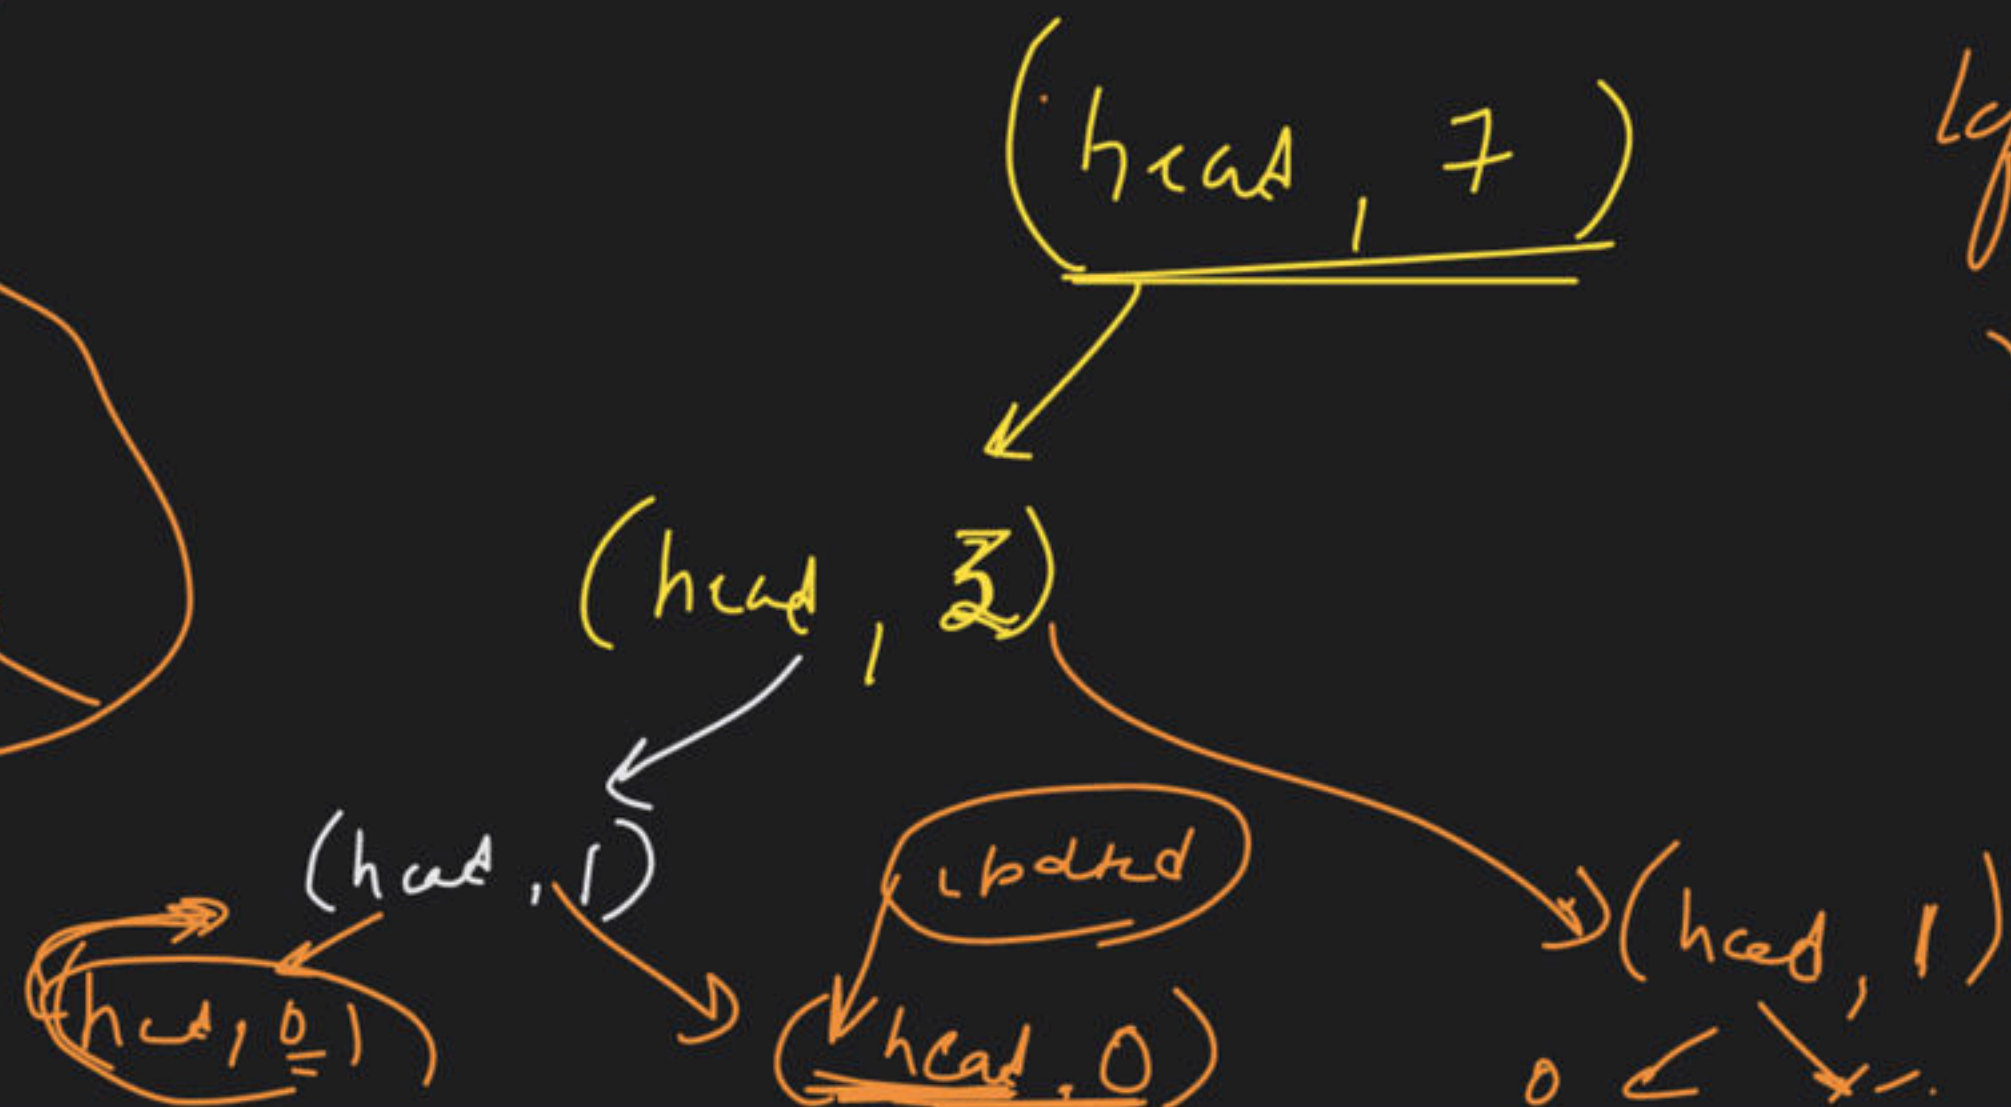 (head, 7)
(head, 3)
(head, 1)
updated
(head, 1)
(head, 0)
(head, 0)
0